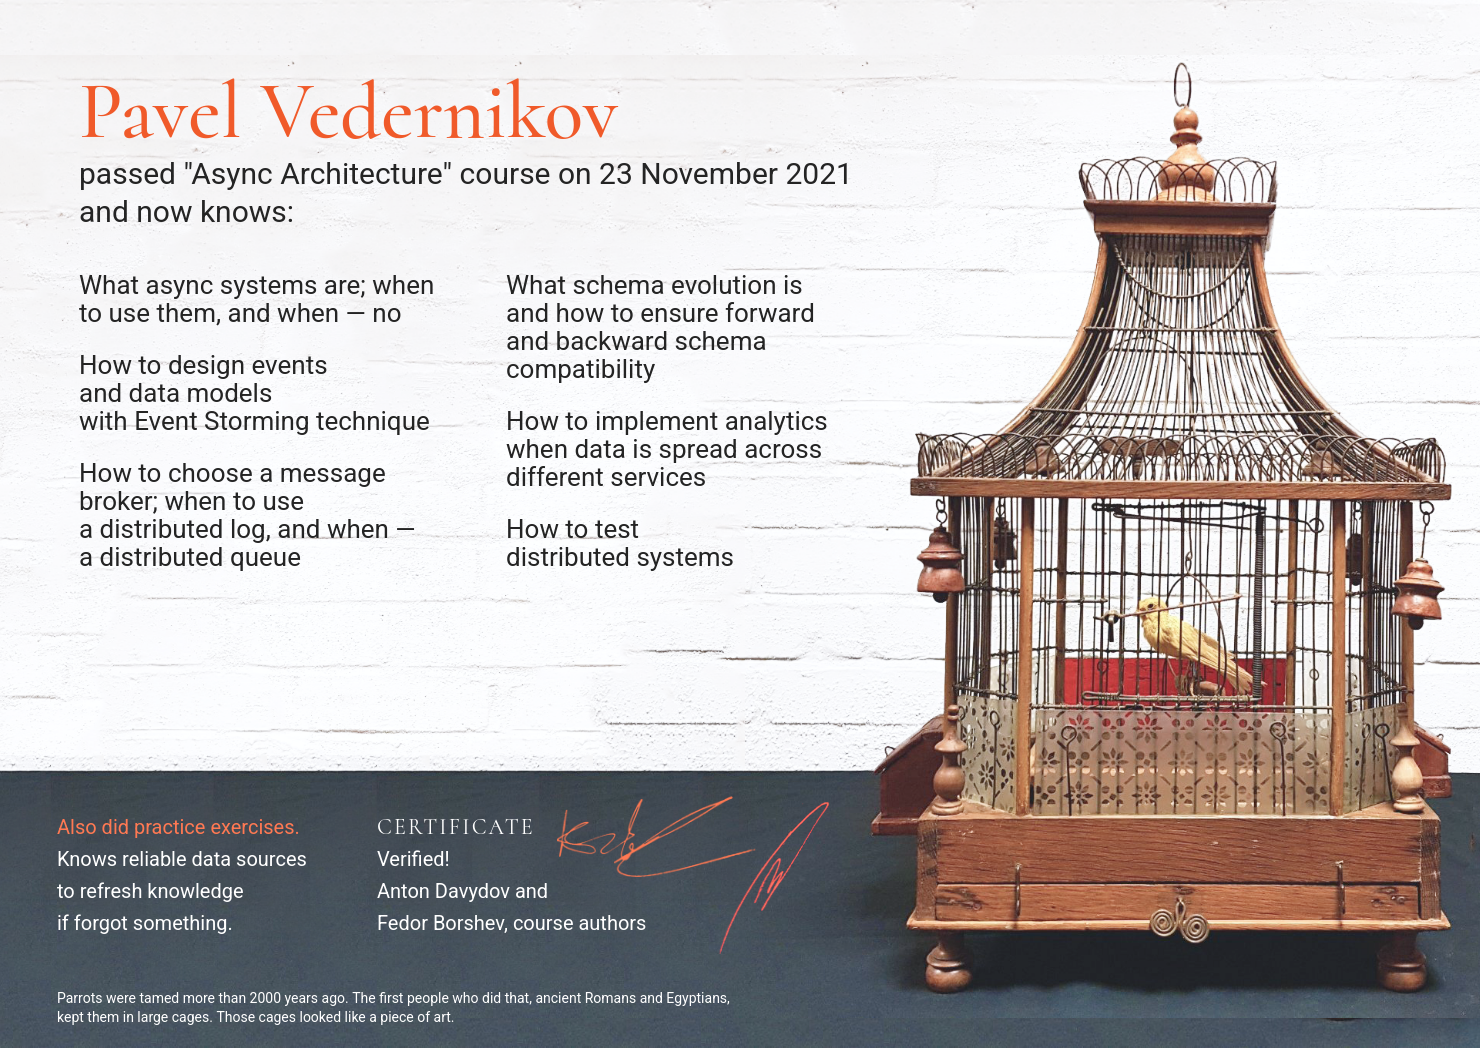 Pavel Vedernikov
passed "Async Architecture" course on 23 November 2021
and now knows:
What async systems are; when
to use them, and when — no
How to design events
and data models
with Event Storming technique
How to choose a message
broker; when to use
a distributed log, and when —
a distributed queue
What schema evolution is
and how to ensure forward
and backward schema
compatibility
How to implement analytics
when data is spread across
different services
How to test
distributed systems
Also did practice exercises.
Knows reliable data sources
to refresh knowledge
if forgot something.
CERTIFICATE
Verified!
Anton Davydov and
Fedor Borshev, course authors
Parrots were tamed more than 2000 years ago. The first people who did that, ancient Romans and Egyptians,
kept them in large cages. Those cages looked like a piece of art.